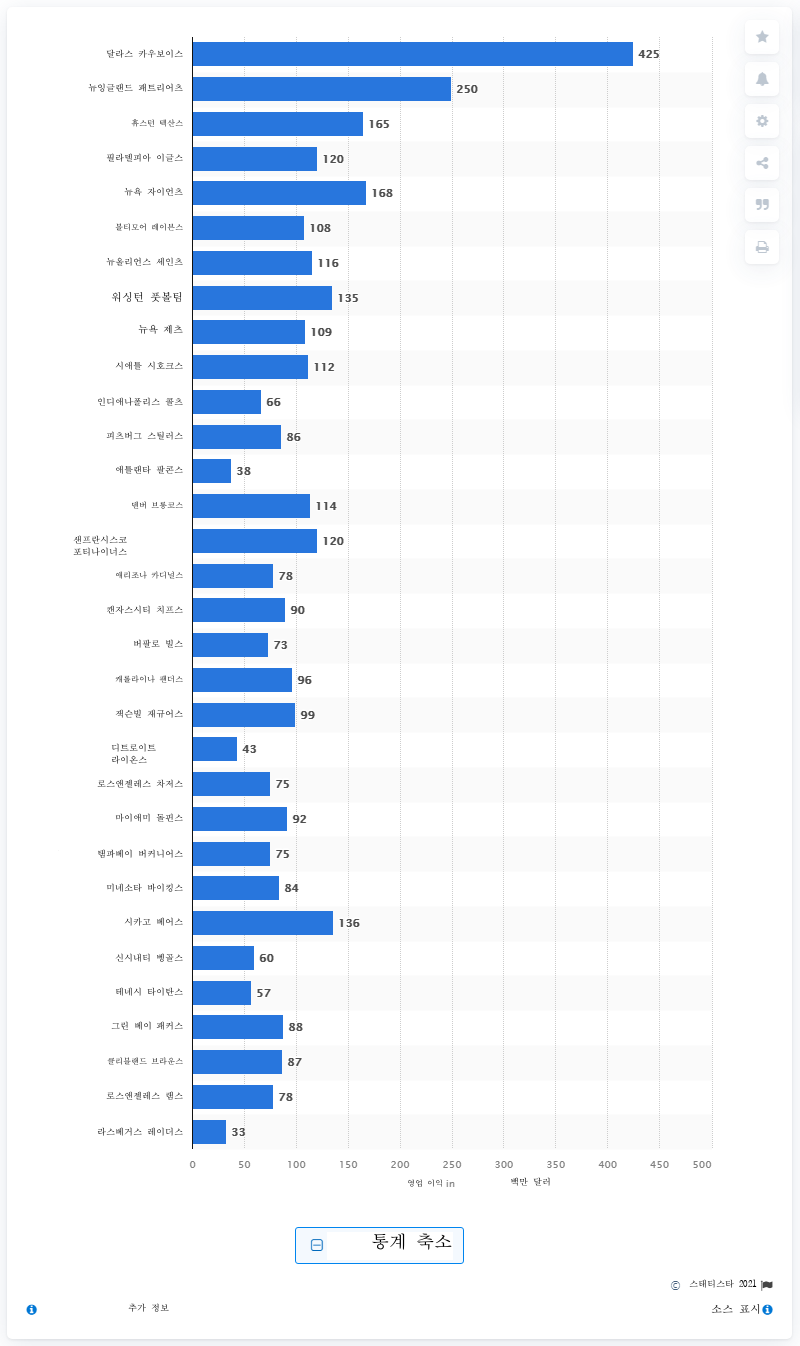 달라스 카우보이스 425
뉴잉글랜드 패트리어츠 250
휴스턴 텍산스 165
필라델피아 이글스 120
뉴욕 자이언츠 168
볼티모어 레이븐스 108
뉴올리언스 세인츠 116
워싱턴 풋볼팀 135
뉴욕 제츠 109
시애틀 시호크스 112
인디애나폴리스 콜츠 66
피츠버그 스틸러스 86
애틀랜타 팔콘스 38
덴버 브롱코스 114
샌프란시스코
포티나이너스 120
애리조나 카디널스 78
캔자스시티 치프스 90
버팔로 빌스 73
캐롤라이나 팬더스 96
잭슨빌 재규어스 99
디트로이트
라이온스 43
로스앤젤레스 차저스 75
마이애미 돌핀스 92
탬파베이 버커니어스 75
미네소타 바이킹스 84
시카고 베어스 136
신시내티 벵골스 60
테네시 타이탄스 57
그린 베이 패커스 88
클리블랜드 브라운스 87
로스앤젤레스 램스 78
라스베거스 레이더스 33
0 50 100 150 200 250 300 350 400 450 500
영업 이익 in 백만 달러
통계 축소
© 스태티스타 2021
추가 정보
소스 표시